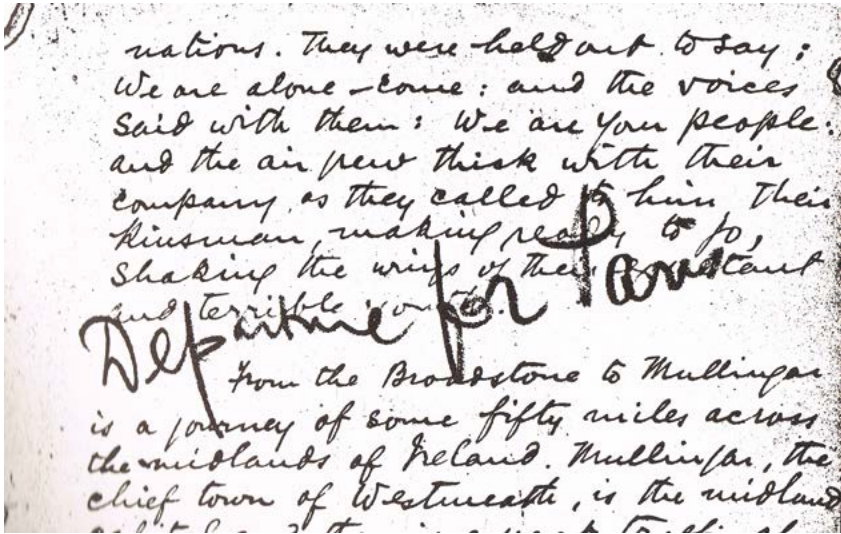 nations. They were held out to say:
We are alone – come: and the voices
said with them: We are your people.
and the air grew thick with their
company as they called to him their
kinsman, making ready to go,
shaking the wings of their exultant
and terrible youth.
Departure for Paris
From the Broadstone to Mullingar
is a journey of some fifty miles across
the midlands of Ireland. Mullingar, the
chief town of Westmeath, is the midland